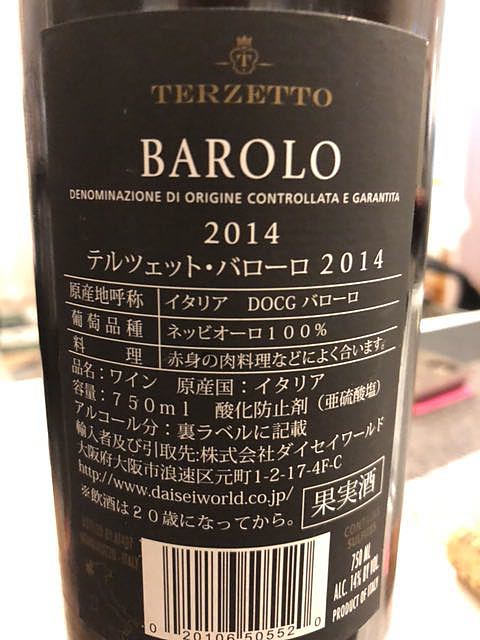 T
TERZETTO
BAROLO
DENOMINAZIONE DI ORIGINE CONTROLLATA E GARANTITA
2014
テルツェット・バローロ 2014
原産地呼称 イタリア DOCG バローロ
葡萄品種 ネッビオーロ100%
料理 赤身の肉料理などによく合います。
品名：ワイン 原産国：イタリア
容量：750ml 酸化防止剤（亜硫酸塩）
アルコール分：裏ラベルに記載
輸入者及び引取先:株式会社ダイセイワールド
大阪府大阪市浪速区元町1-2-17-4F-C
http://www.daiseiworld.co.jp/
※飲酒は20歳になってから。
果実酒
CONTAINS
SULFITES
750 ML
ALC. 14% BY VOL.
PRODUCT OF ITALY
0 20106 50552 0